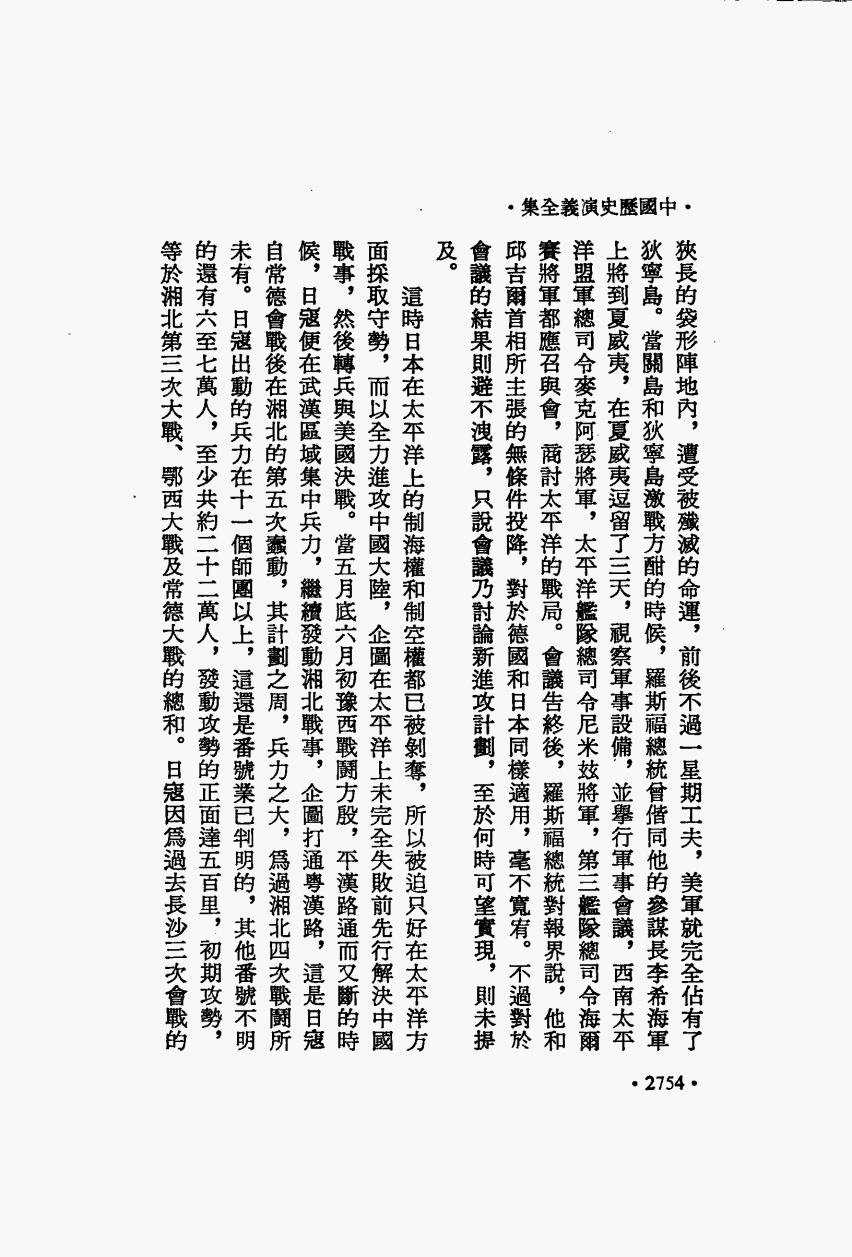 •中國歷史演義全集•
狹長的袋形陣地內，遭受被殲滅的命運，前後不過一星期工夫，美軍就完全佔有了
狄寧島。當關島和狄寧島激戰方酣的時候，羅斯福總統曾偕同他的參謀長李希海軍
上將到夏威夷，在夏威夷逗留了三天，視察軍事設備，並舉行軍事會議，西南太平
洋盟軍總司令麥克阿瑟將軍，太平洋艦隊總司令尼米玆將軍，第三艦隊總司令海爾
賽將軍都應召與會，商討太平洋的戰局。會議告終後，羅斯福總統對報界說，他和
邱吉爾首相所主張的無條件投降，對於德國和日本同樣適用，毫不寬宥。不過對於
會議的結果則避不洩露，只說會議乃討論新進攻計劃，至於何時可望實現，則未提
及。
這時日本在太平洋上的制海權和制空權都已被剝奪，所以被迫只好在太平洋方
面採取守勢，而以全力進攻中國大陸，企圖在太平洋上未完全失敗前先行解決中國
戰事，然後轉兵與美國決戰。當五月底六月初豫西戰鬪方殷，平漢路通而又斷的時
候，日寇便在武漢區域集中兵力，繼續發動湘北戰事，企圖打通粵漢路，這是日寇
自常德會戰後在湘北的第五次蠢動，其計劃之周，兵力之大，爲過湘北四次戰鬪所
未有。日寇出動的兵力在十一個師團以上，這還是番號業已判明的，其他番號不明
的還有六至七萬人，至少共約二十二萬人，發動攻勢的正面達五百里，初期攻勢，
等於湘北第三次大戰、鄂西大戰及常德大戰的總和。日寇因爲過去長沙三次會戰的
•2754•